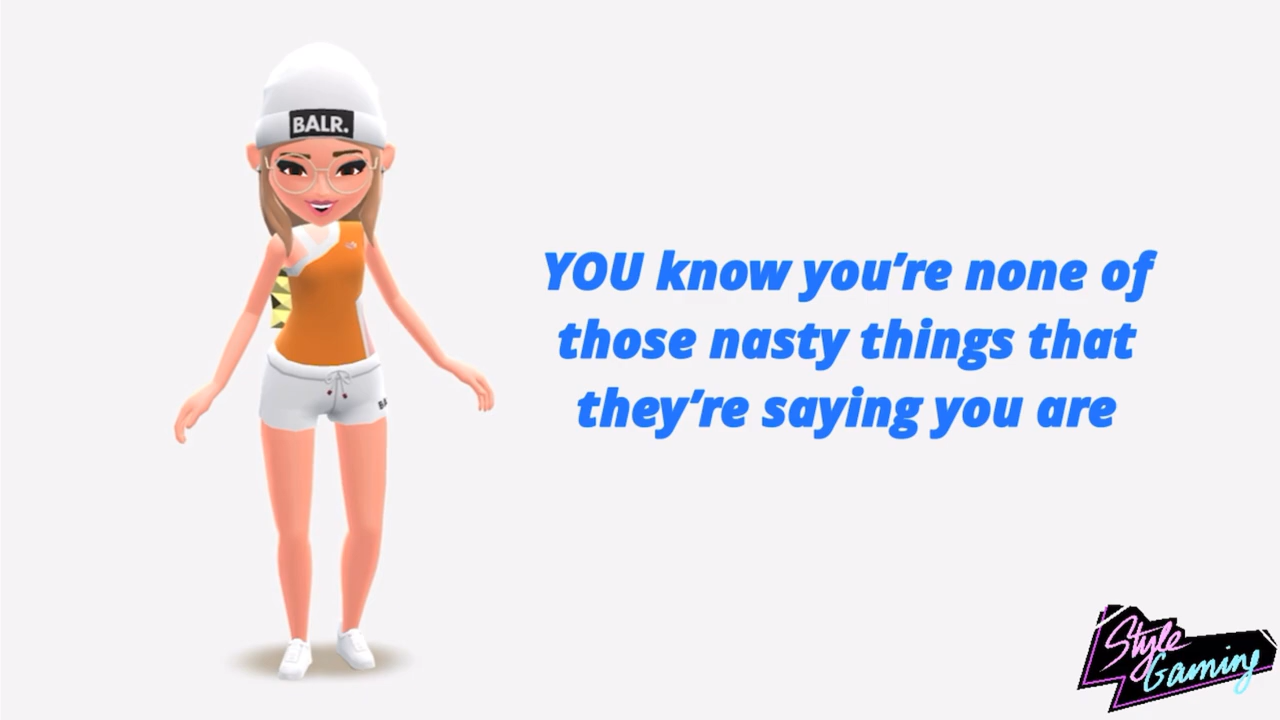 BALR.
YOU know you’re none of
those nasty things that
they’re saying you are
Style
Gaming